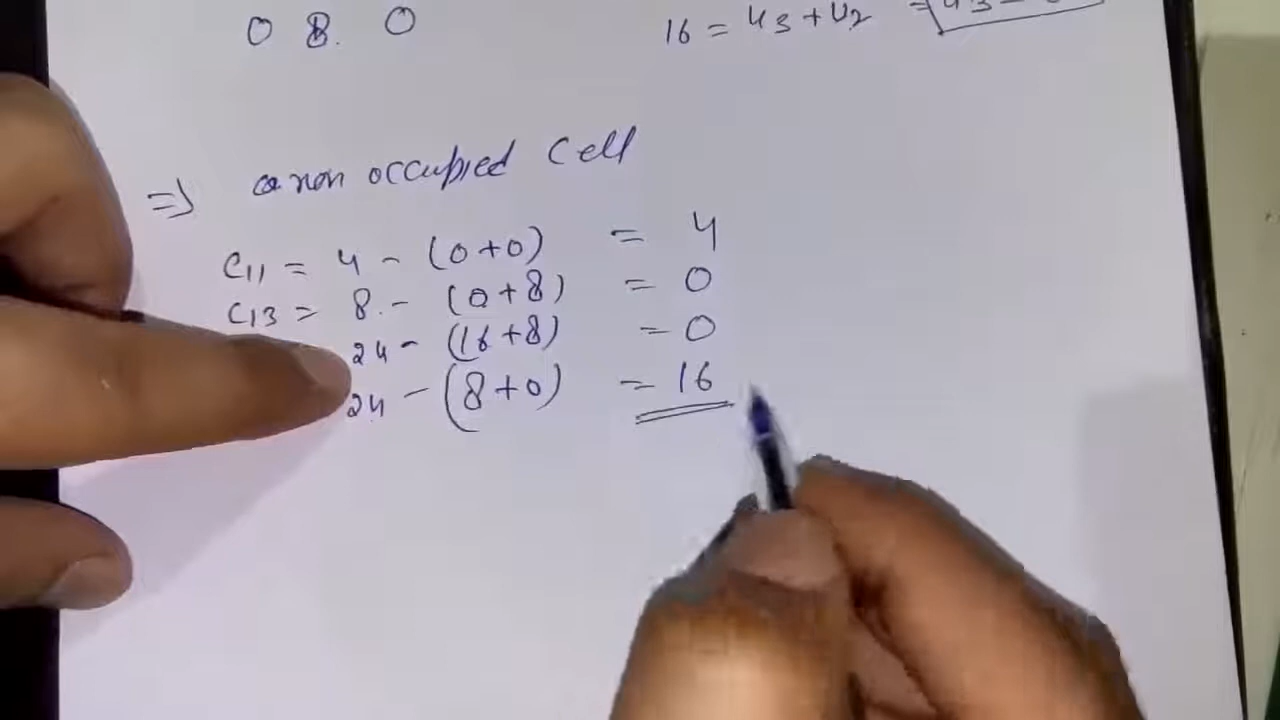 0 8. 0
16 = u3 + v2 =
=> a non occupied cell
C11 = 4 - (0+0) = 4
C13 = 8. - (0+8) = 0
24 - (16+8) = 0
24 - (8+0) = 16